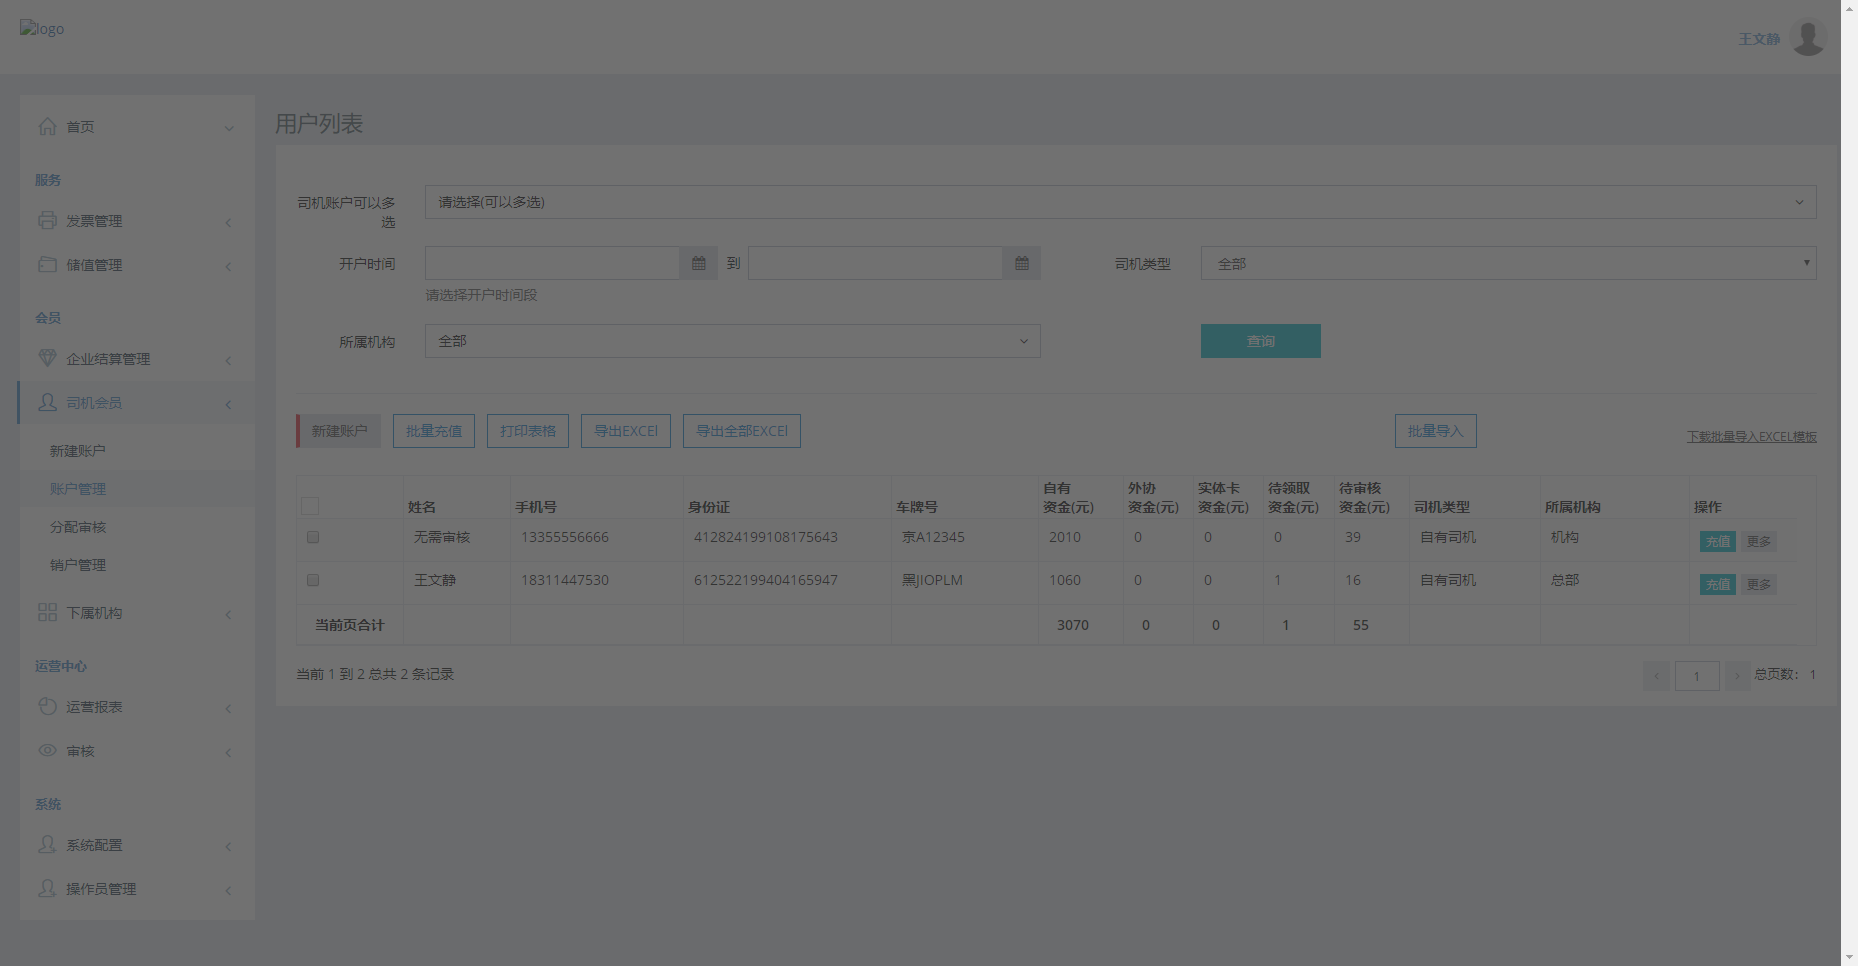 logo
王文静
首页
服务
发票管理
储值管理
会员
企业结算管理
司机会员
新建账户
账户管理
分配审核
销户管理
下属机构
运营中心
运营报表
审核
系统
系统配置
操作员管理
用户列表
司机账户可以多
选
请选择(可以多选)
开户时间
到
司机类型
全部
请选择开户时间段
所属机构
全部
查询
新建账户
批量充值
打印表格
导出EXCEl
导出全部EXCEl
批量导入
下载批量导入EXCEL模板
姓名 手机号 身份证 车牌号 自有资金(元) 外协资金(元) 实体卡资金(元) 待领取资金(元) 待审核资金(元) 司机类型 所属机构 操作
无需审核 13355556666 412824199108175643 京A12345 2010 0 0 0 39 自有司机 机构 充值 更多
王文静 18311447530 612522199404165947 黑JIOPLM 1060 0 0 1 16 自有司机 总部 充值 更多
当前页合计 3070 0 0 1 55
当前 1 到 2 总共 2 条记录
1
总页数： 1